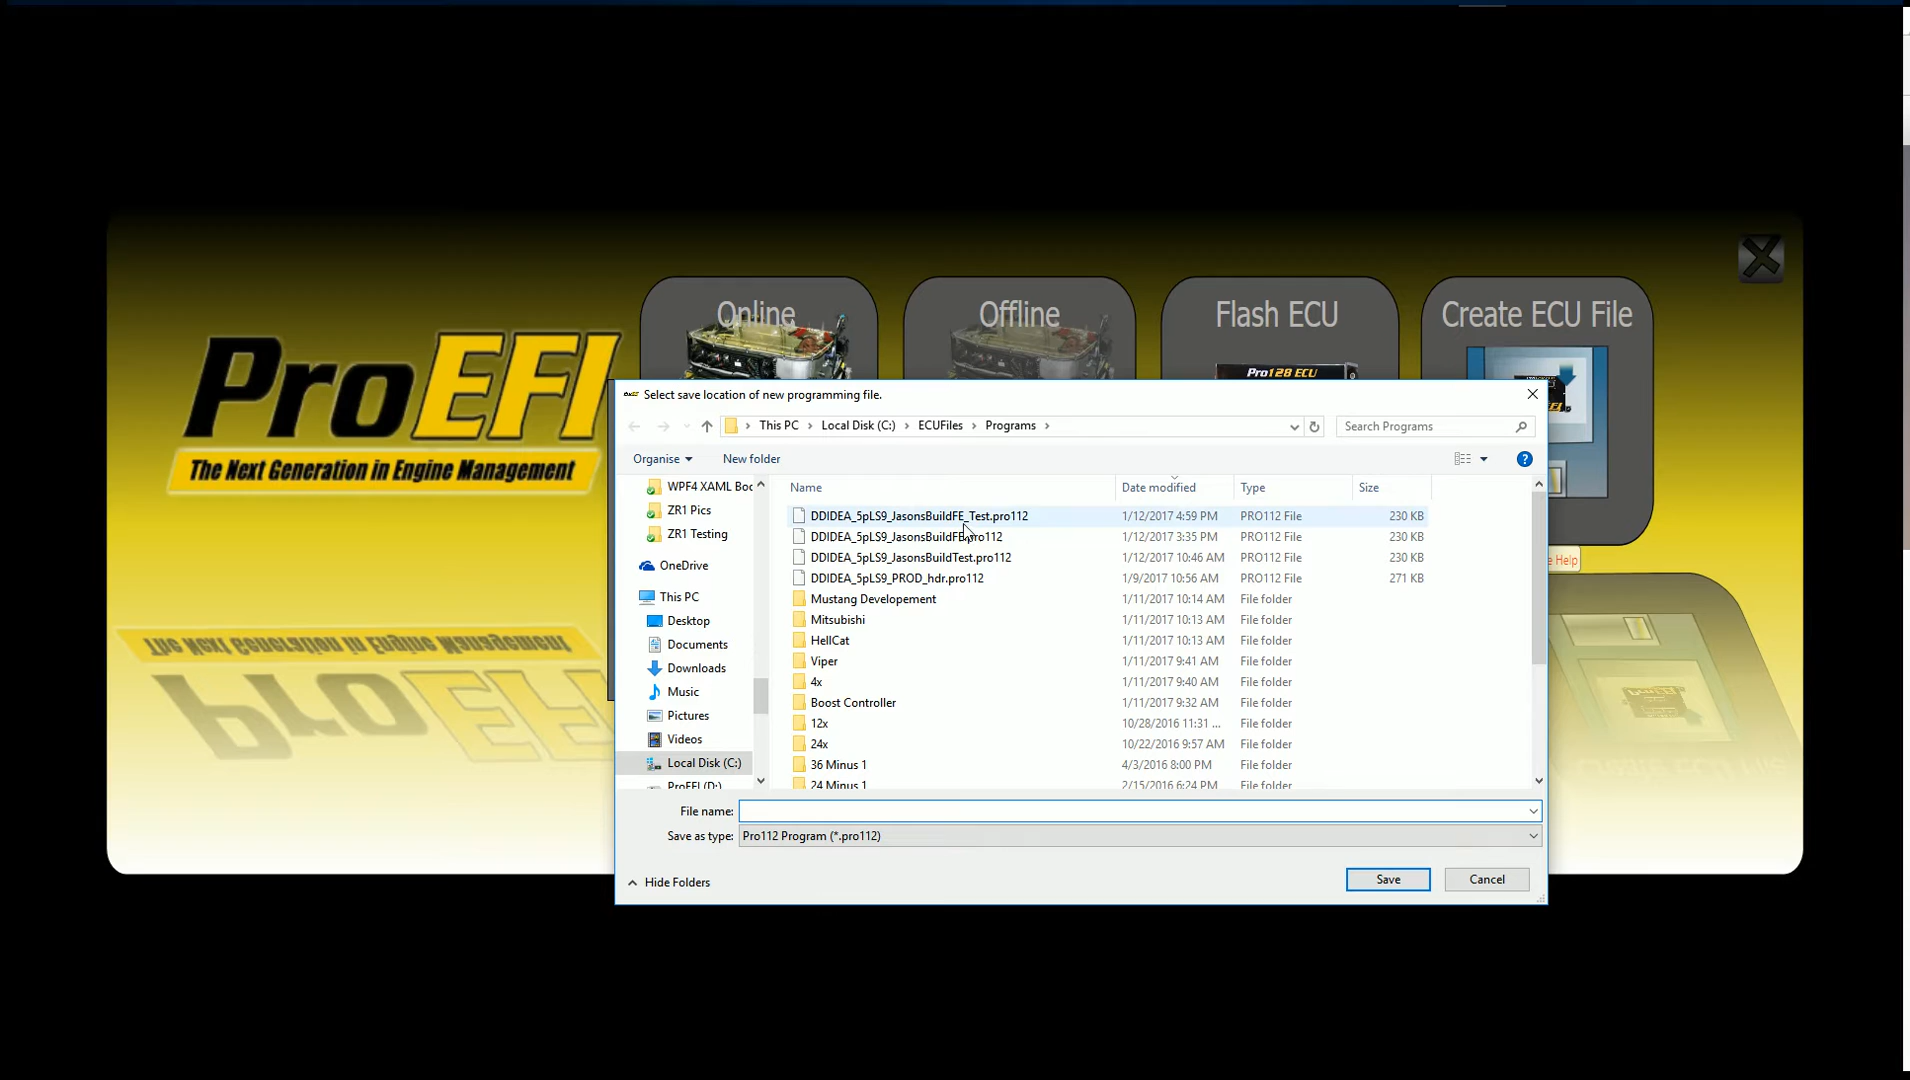 Online
Offline
Flash ECU
Create ECU File
ProEFI
The Next Generation in Engine Management
Pro128 ECU
Select save location of new programming file.
This PC > Local Disk (C:) > ECUFiles > Programs >
Search Programs
Organise
New folder
Name Date modified Type Size
WPF4 XAML Boo
ZR1 Pics
ZR1 Testing
OneDrive
This PC
Desktop
Documents
Downloads
Music
Pictures
Videos
Local Disk (C:)
ProEFI (D:)
DDIDEA_5pLS9_JasonsBuildFE_Test.pro112 1/12/2017 4:59 PM PRO112 File 230 KB
DDIDEA_5pLS9_JasonsBuildFE.pro112 1/12/2017 3:35 PM PRO112 File 230 KB
DDIDEA_5pLS9_JasonsBuildTest.pro112 1/12/2017 10:46 AM PRO112 File 230 KB
DDIDEA_5pLS9_PROD_hdr.pro112 1/9/2017 10:56 AM PRO112 File 271 KB
Mustang Developement 1/11/2017 10:14 AM File folder
Mitsubishi 1/11/2017 10:13 AM File folder
HellCat 1/11/2017 10:13 AM File folder
Viper 1/11/2017 9:41 AM File folder
4x 1/11/2017 9:40 AM File folder
Boost Controller 1/11/2017 9:32 AM File folder
12x 10/28/2016 11:31 ... File folder
24x 10/22/2016 9:57 AM File folder
36 Minus 1 4/3/2016 8:00 PM File folder
24 Minus 1 2/15/2016 6:24 PM File folder
e Help
File name:
Save as type: Pro112 Program (*.pro112)
Hide Folders
Save
Cancel
The Next Generation in Engine Management
ProEFI